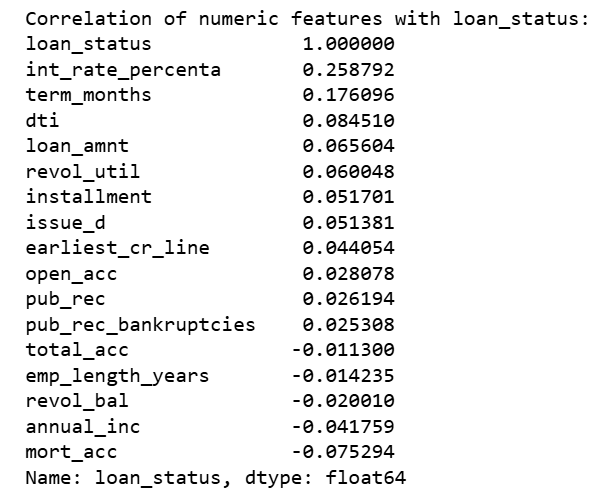 Correlation of numeric features with loan_status:
loan_status 1.000000
int_rate_percenta 0.258792
term_months 0.176096
dti 0.084510
loan_amnt 0.065604
revol_util 0.060048
installment 0.051701
issue_d 0.051381
earliest_cr_line 0.044054
open_acc 0.028078
pub_rec 0.026194
pub_rec_bankruptcies 0.025308
total_acc -0.011300
emp_length_years -0.014235
revol_bal -0.020010
annual_inc -0.041759
mort_acc -0.075294
Name: loan_status, dtype: float64